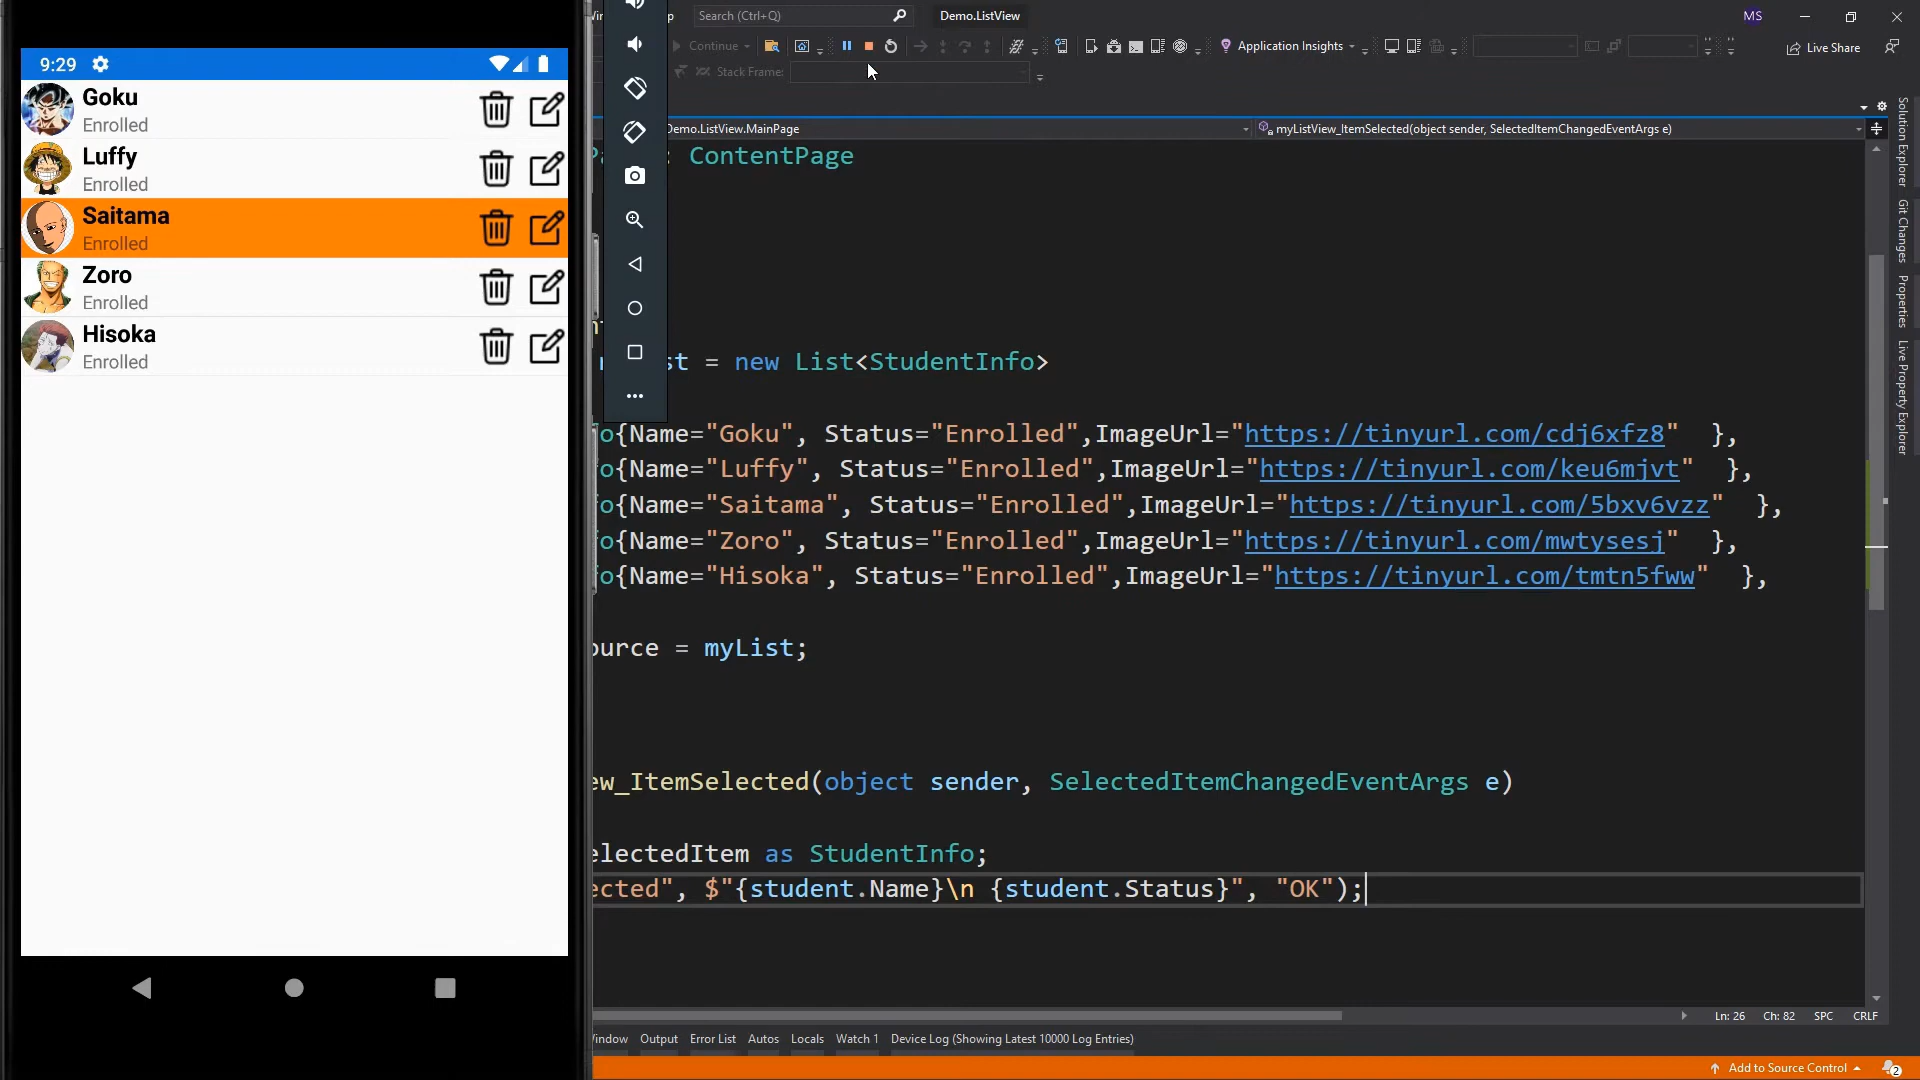 9:29
Goku
Enrolled
Luffy
Enrolled
Saitama
Enrolled
Zoro
Enrolled
Hisoka
Enrolled
Search (Ctrl+Q)
Demo.ListView
MS
Continue
Application Insights
Live Share
Stack Frame:
Demo.ListView.MainPage
myListView_ItemSelected(object sender, SelectedItemChangedEventArgs e)
: ContentPage
st = new List<StudentInfo>
o{Name="Goku", Status="Enrolled",ImageUrl="https://tinyurl.com/cdj6xfz8"  },
o{Name="Luffy", Status="Enrolled",ImageUrl="https://tinyurl.com/keu6mjvt"  },
o{Name="Saitama", Status="Enrolled",ImageUrl="https://tinyurl.com/5bxv6vzz"  },
o{Name="Zoro", Status="Enrolled",ImageUrl="https://tinyurl.com/mwtysesj"  },
o{Name="Hisoka", Status="Enrolled",ImageUrl="https://tinyurl.com/tmtn5fww"  },
ource = myList;
ew_ItemSelected(object sender, SelectedItemChangedEventArgs e)
electedItem as StudentInfo;
ected", $"{student.Name}\n {student.Status}", "OK");
Solution Explorer
Git Changes
Properties
Live Property Explorer
Ln: 26
Ch: 82
SPC
CRLF
Window
Output
Error List
Autos
Locals
Watch 1
Device Log (Showing Latest 10000 Log Entries)
Add to Source Control
2